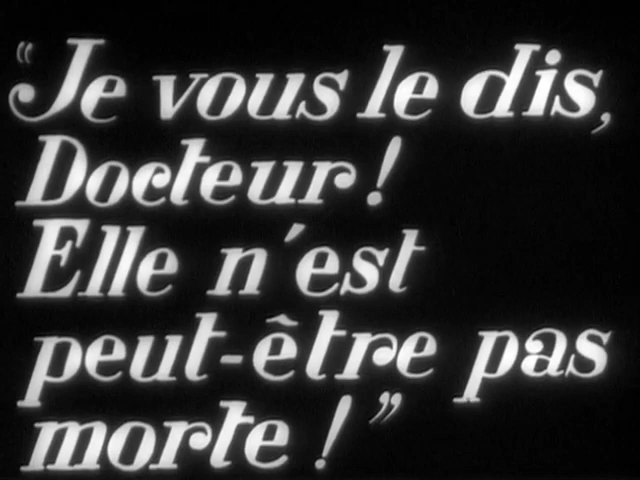 “Je vous le dis,
Docteur !
Elle n'est
peut-être pas
morte ! ”